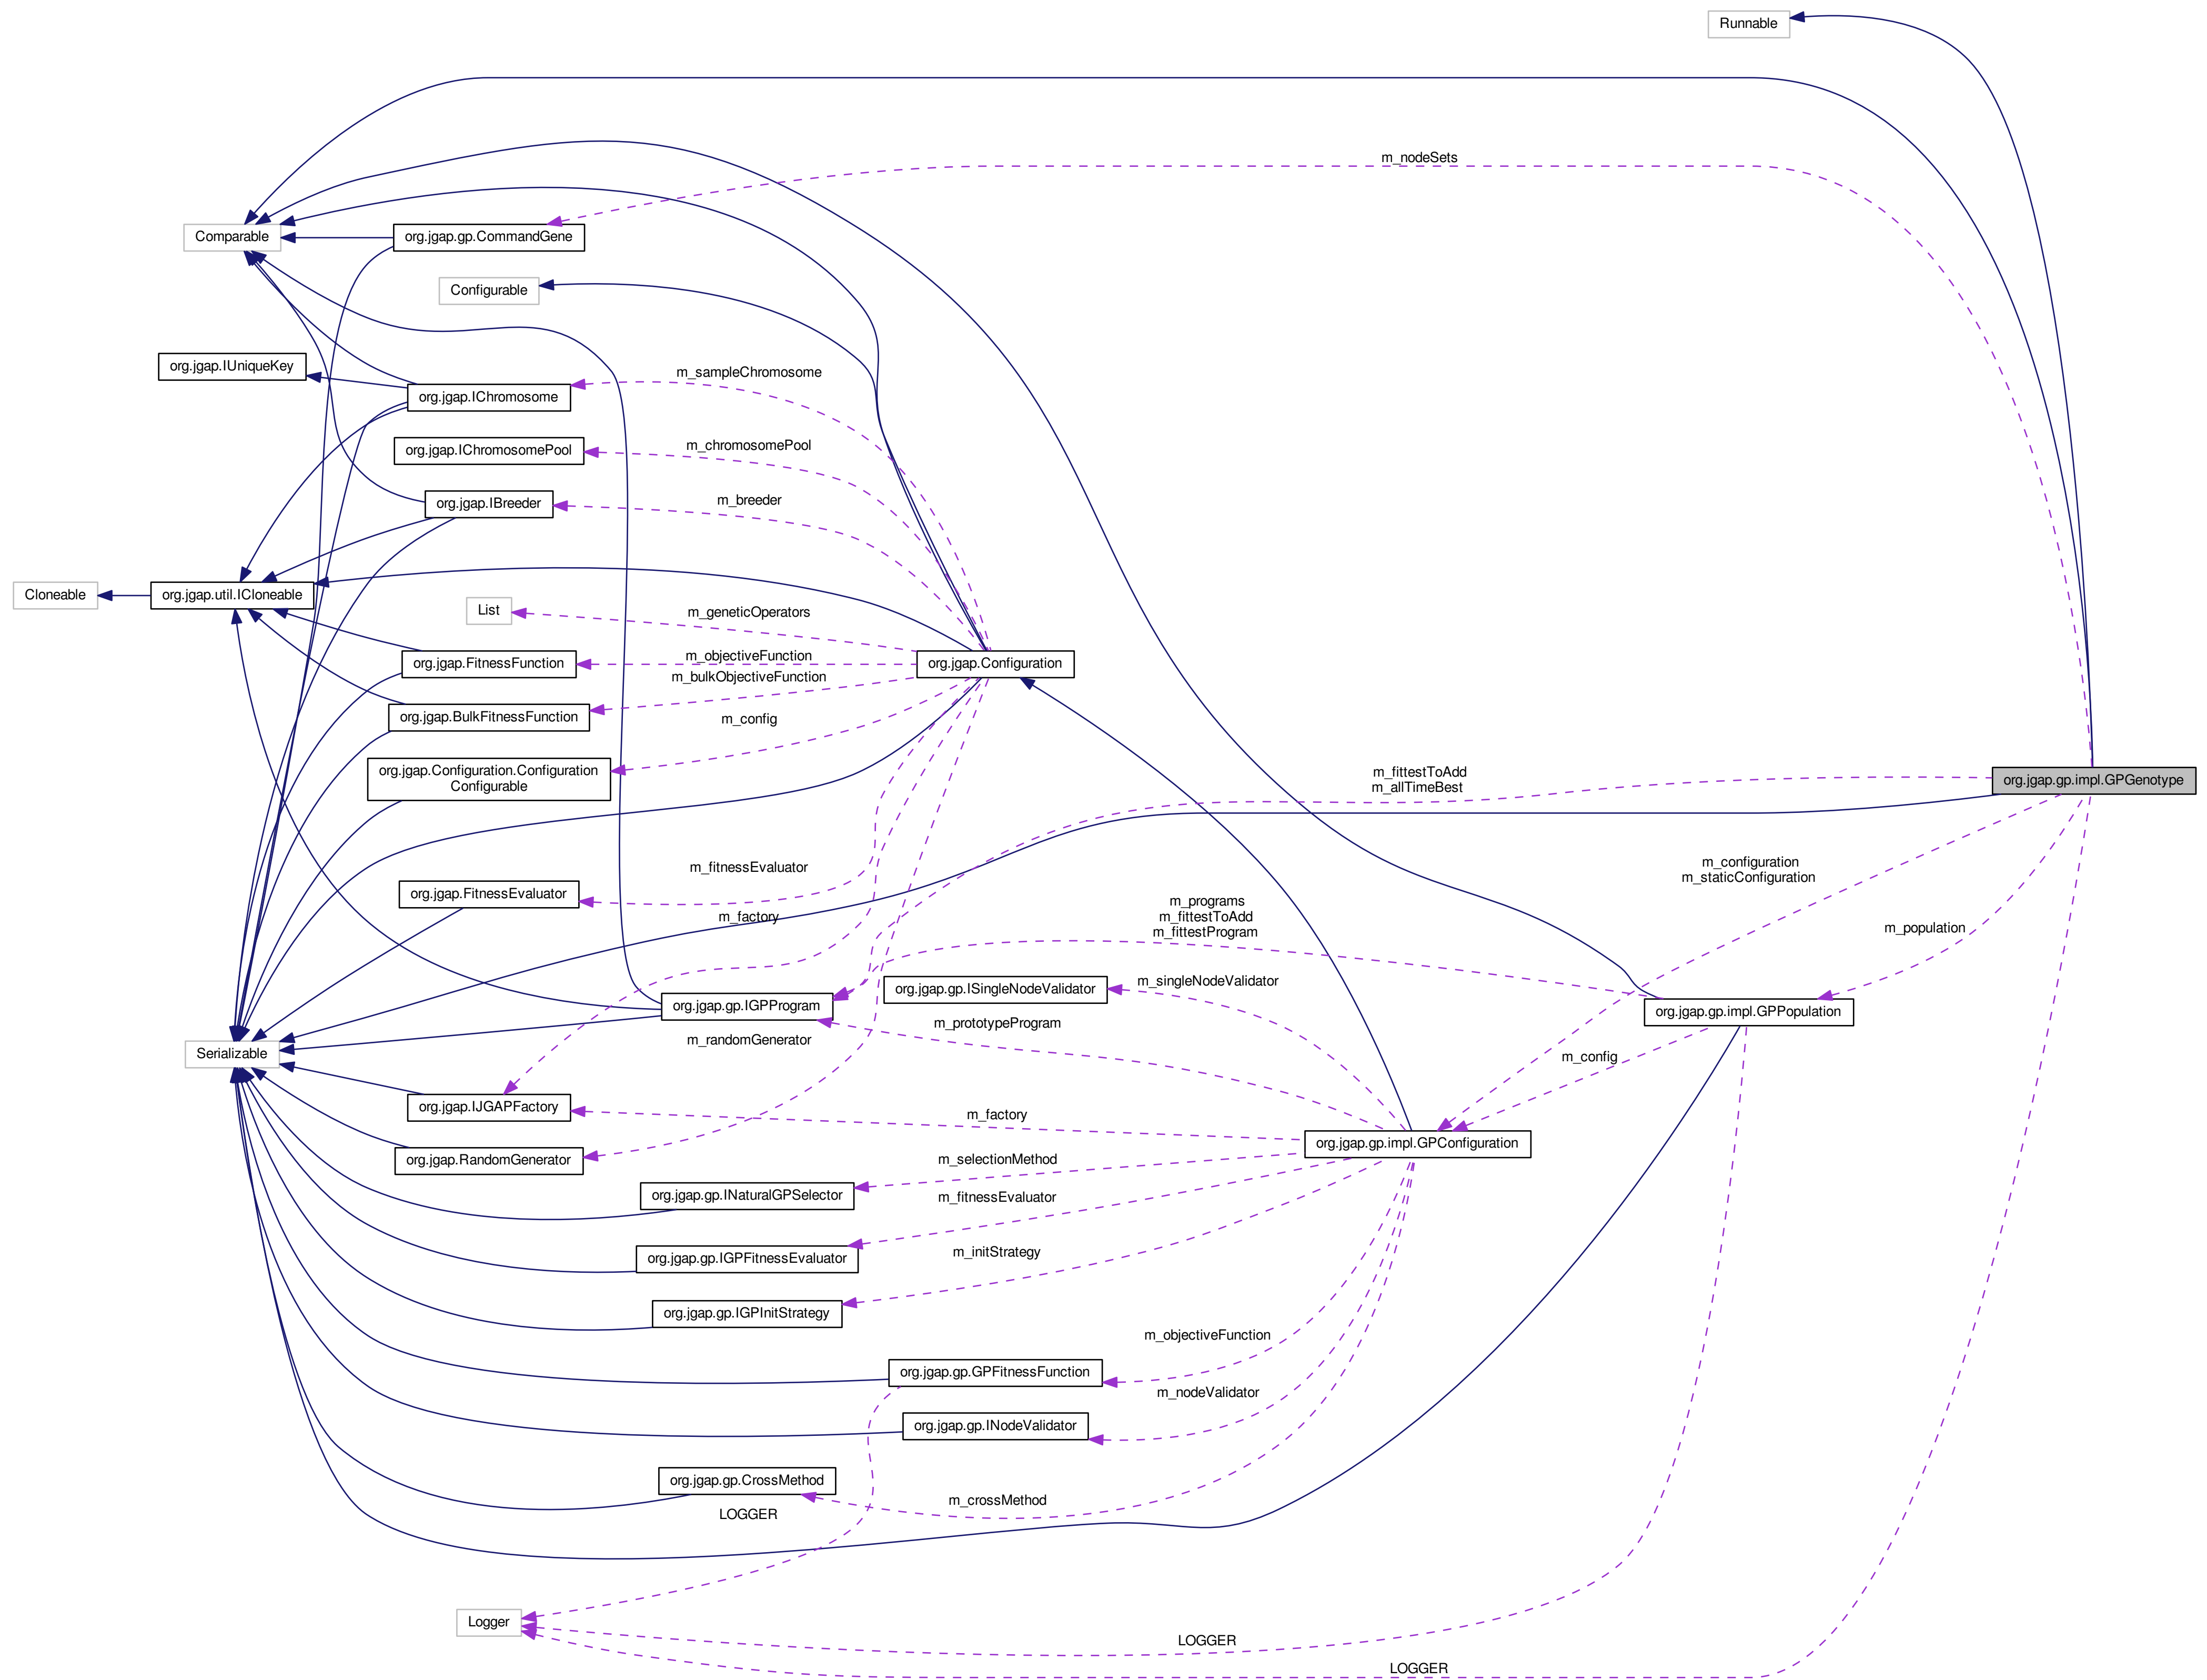 Runnable
m_nodeSets
Comparable
org.jgap.gp.CommandGene
Configurable
org.jgap.IUniqueKey
m_sampleChromosome
org.jgap.IChromosome
m_chromosomePool
org.jgap.IChromosomePool
m_breeder
org.jgap.IBreeder
Cloneable
org.jgap.util.ICloneable
List
m_geneticOperators
m_objectiveFunction
org.jgap.FitnessFunction
org.jgap.Configuration
m_bulkObjectiveFunction
org.jgap.BulkFitnessFunction
m_config
org.jgap.Configuration.Configuration
Configurable
m_fittestToAdd
m_allTimeBest
org.jgap.gp.impl.GPGenotype
m_fitnessEvaluator
m_configuration
m_staticConfiguration
org.jgap.FitnessEvaluator
m_factory
m_programs
m_fittestToAdd
m_fittestProgram
m_population
org.jgap.gp.ISingleNodeValidator
m_singleNodeValidator
org.jgap.gp.IGPProgram
org.jgap.gp.impl.GPPopulation
m_prototypeProgram
m_randomGenerator
Serializable
m_config
org.jgap.IJGAPFactory
m_factory
org.jgap.gp.impl.GPConfiguration
org.jgap.RandomGenerator
m_selectionMethod
org.jgap.gp.INaturalGPSelector
m_fitnessEvaluator
org.jgap.gp.IGPFitnessEvaluator
m_initStrategy
org.jgap.gp.IGPInitStrategy
m_objectiveFunction
org.jgap.gp.GPFitnessFunction
m_nodeValidator
org.jgap.gp.INodeValidator
org.jgap.gp.CrossMethod
m_crossMethod
LOGGER
Logger
LOGGER
LOGGER